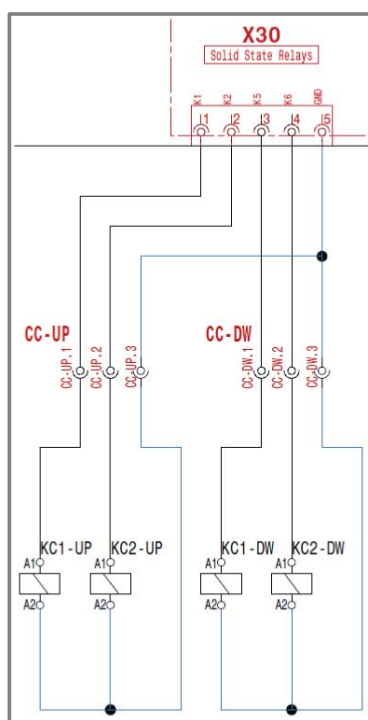 X30
Solid State Relays
K1 K2 K5 K6 GND
1 2 3 4 5
CC-UP CC-DW
CC-UP.1 CC-UP.2 CC-UP.3 CC-DW.1 CC-DW.2 CC-DW.3
KC1-UP KC2-UP KC1-DW KC2-DW
A1 A1 A1 A1
A2 A2 A2 A2